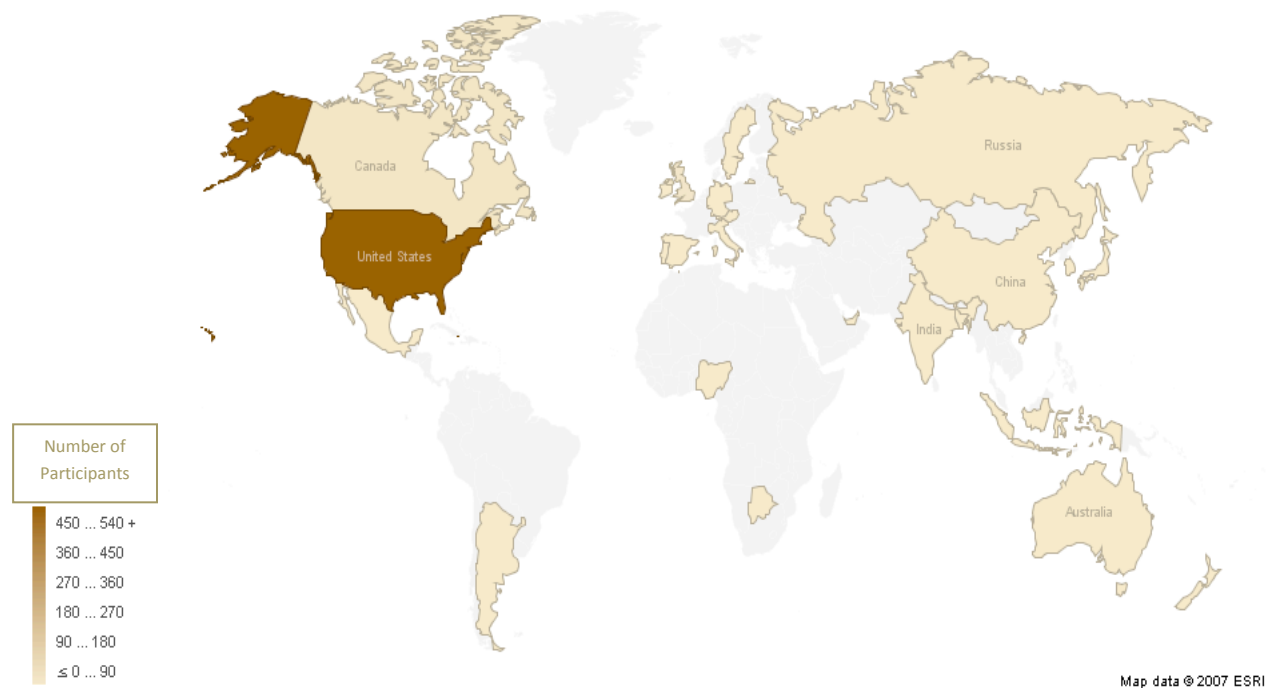 Canada
Russia
United States
China
India
Australia
Number of
Participants
450 ... 540 +
360 ... 450
270 ... 360
180 ... 270
90 ... 180
≤ 0 ... 90
Map data © 2007 ESRI